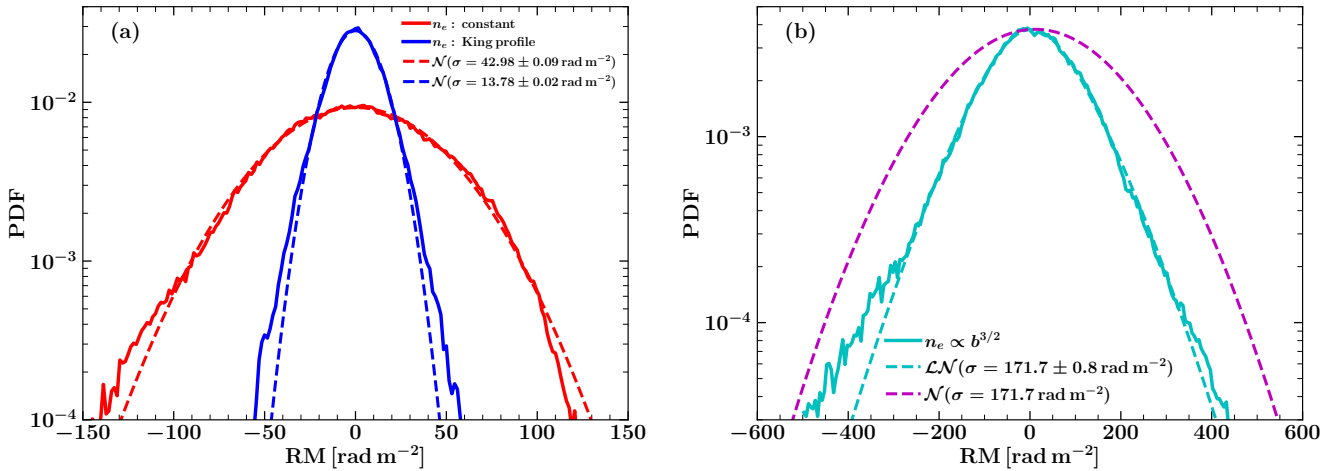 (a)
nₑ : constant
nₑ : King profile
𝒩(σ = 42.98 ± 0.09 rad m⁻²)
𝒩(σ = 13.78 ± 0.02 rad m⁻²)
PDF
10⁻²
10⁻³
10⁻⁴
−150 −100 −50 0 50 100 150
RM [rad m⁻²]
(b)
nₑ ∝ b^{3/2}
ℒ𝒩(σ = 171.7 ± 0.8 rad m⁻²)
𝒩(σ = 171.7 rad m⁻²)
PDF
10⁻³
10⁻⁴
−600 −400 −200 0 200 400 600
RM [rad m⁻²]